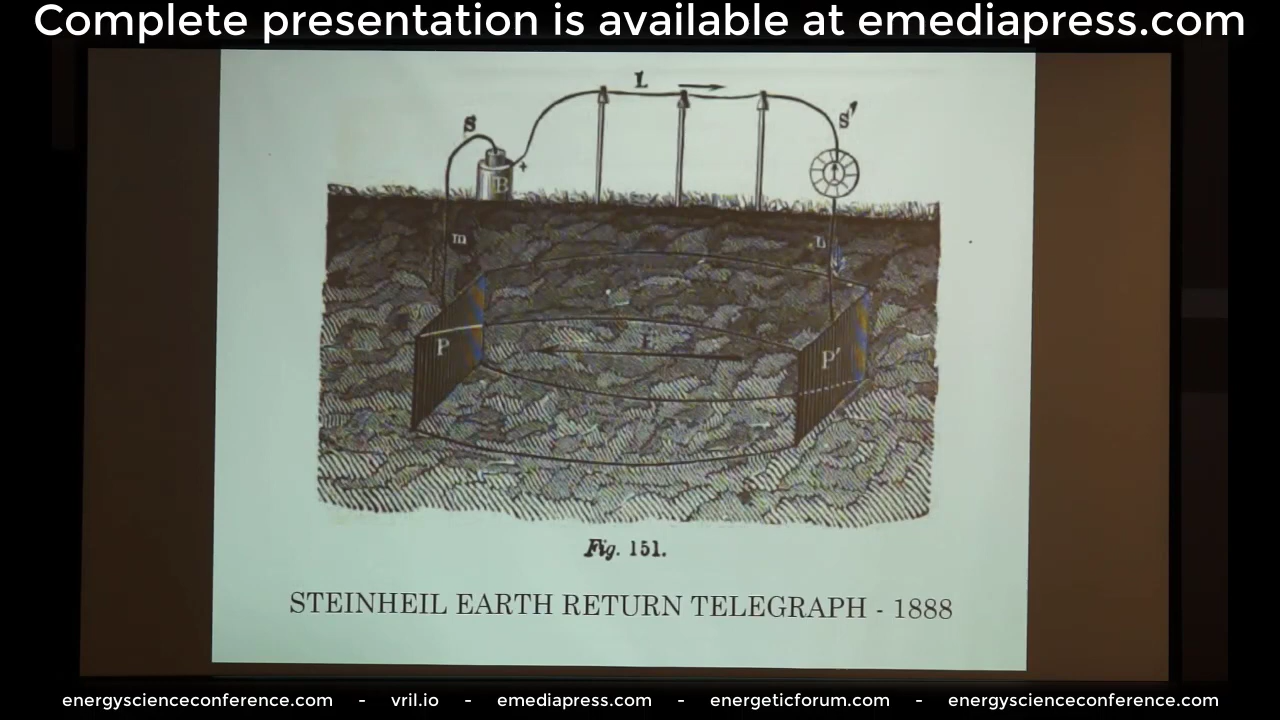 Complete presentation is available at emediapress.com
L
S
S'
+
B
m
n
P
E
P'
Fig. 151.
STEINHEIL EARTH RETURN TELEGRAPH - 1888
energyscienceconference.com - vril.io - emediapress.com - energeticforum.com - energyscienceconference.com